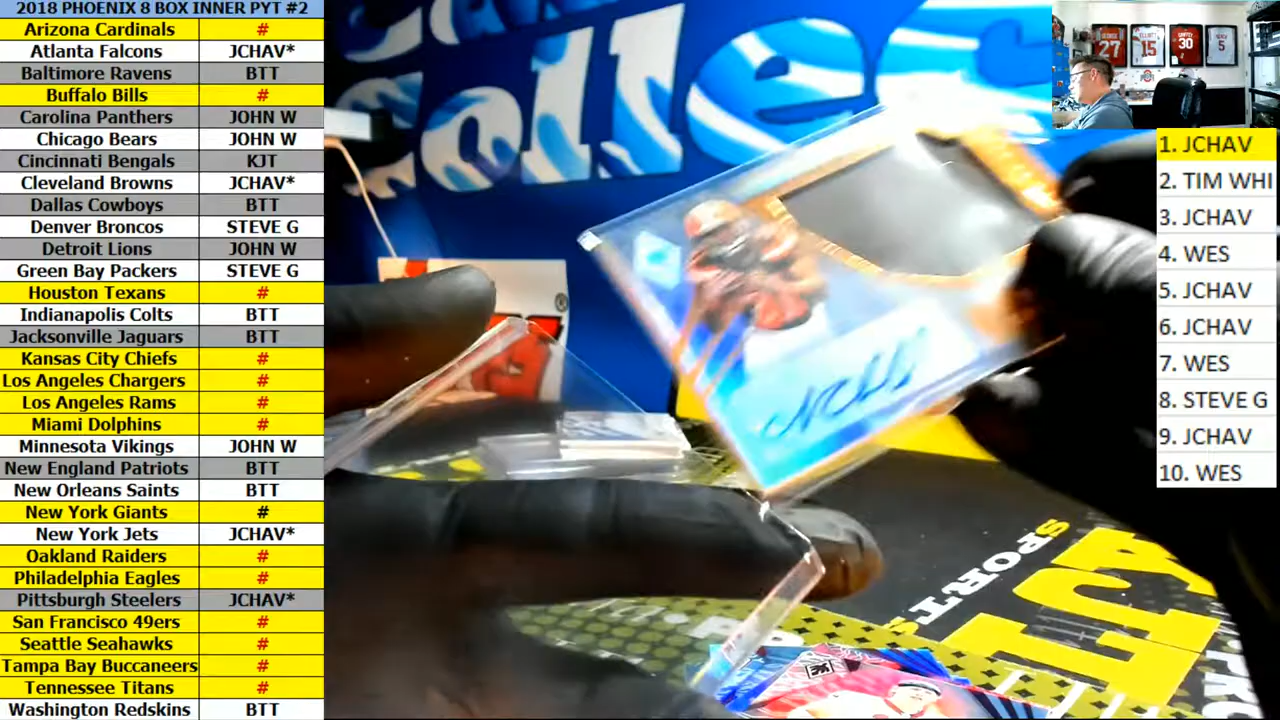 2018 PHOENIX 8 BOX INNER PYT #2
Arizona Cardinals #
Atlanta Falcons JCHAV*
Baltimore Ravens BTT
Buffalo Bills #
Carolina Panthers JOHN W
Chicago Bears JOHN W
Cincinnati Bengals KJT
Cleveland Browns JCHAV*
Dallas Cowboys BTT
Denver Broncos STEVE G
Detroit Lions JOHN W
Green Bay Packers STEVE G
Houston Texans #
Indianapolis Colts BTT
Jacksonville Jaguars BTT
Kansas City Chiefs #
Los Angeles Chargers #
Los Angeles Rams #
Miami Dolphins #
Minnesota Vikings JOHN W
New England Patriots BTT
New Orleans Saints BTT
New York Giants #
New York Jets JCHAV*
Oakland Raiders #
Philadelphia Eagles #
Pittsburgh Steelers JCHAV*
San Francisco 49ers #
Seattle Seahawks #
Tampa Bay Buccaneers #
Tennessee Titans #
Washington Redskins BTT
®
SPORTS
27
15
30
5
1. JCHAV
2. TIM WHI
3. JCHAV
4. WES
5. JCHAV
6. JCHAV
7. WES
8. STEVE G
9. JCHAV
10. WES